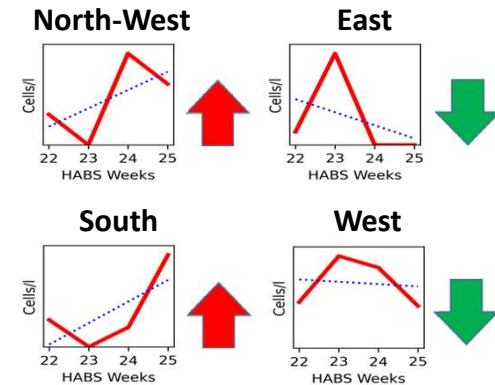 North-West
Cells/l
22 23 24 25
HABS Weeks
East
Cells/l
22 23 24 25
HABS Weeks
South
Cells/l
22 23 24 25
HABS Weeks
West
Cells/l
22 23 24 25
HABS Weeks